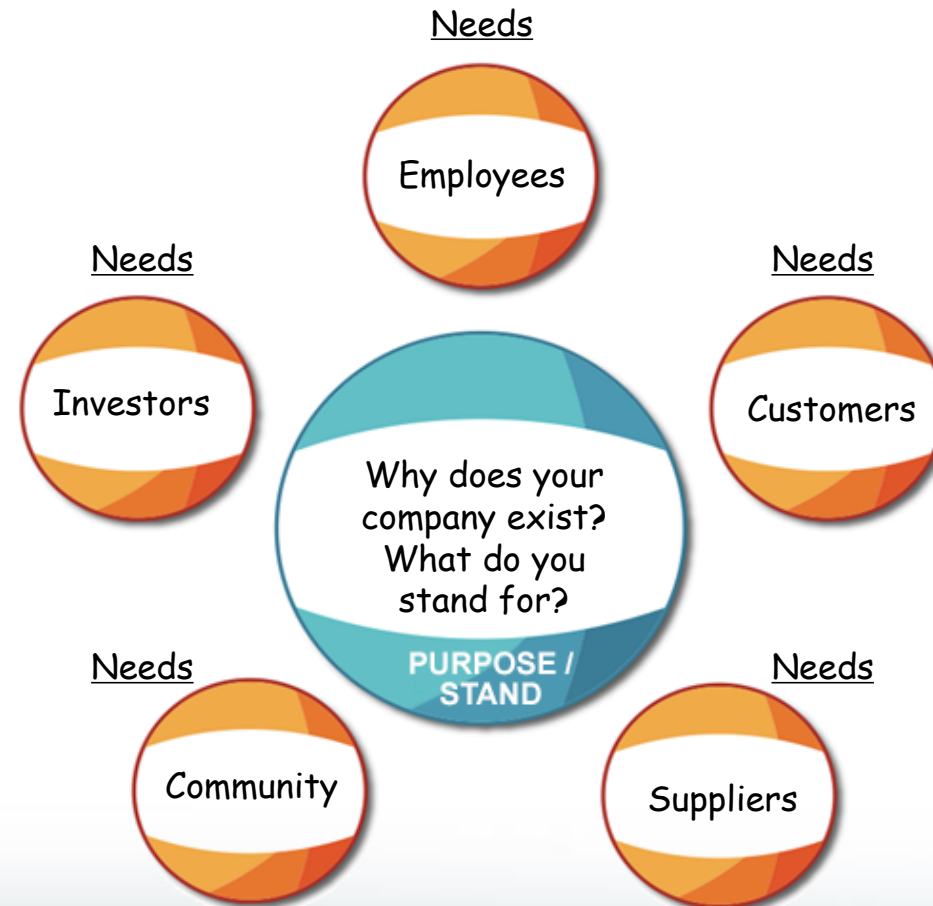 Needs
Employees
Needs
Needs
Investors
Customers
Why does your
company exist?
What do you
stand for?
PURPOSE /
STAND
Needs
Needs
Community
Suppliers